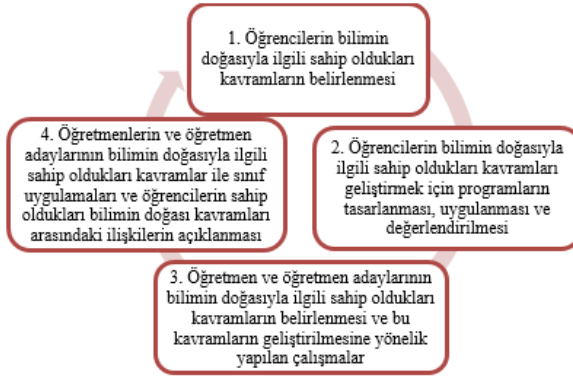 1. Öğrencilerin bilimin
doğasıyla ilgili sahip oldukları
kavramların belirlenmesi
2. Öğrencilerin bilimin doğasıyla
ilgili sahip oldukları kavramları
geliştirmek için programların
tasarlanması, uygulanması ve
değerlendirilmesi
3. Öğretmen ve öğretmen adaylarının
bilimin doğasıyla ilgili sahip oldukları
kavramların belirlenmesi ve bu
kavramların geliştirilmesine yönelik
yapılan çalışmalar
4. Öğretmenlerin ve öğretmen
adaylarının bilimin doğasıyla ilgili
sahip oldukları kavramlar ile sınıf
uygulamaları ve öğrencilerin sahip
oldukları bilimin doğası kavramları
arasındaki ilişkilerin açıklanması